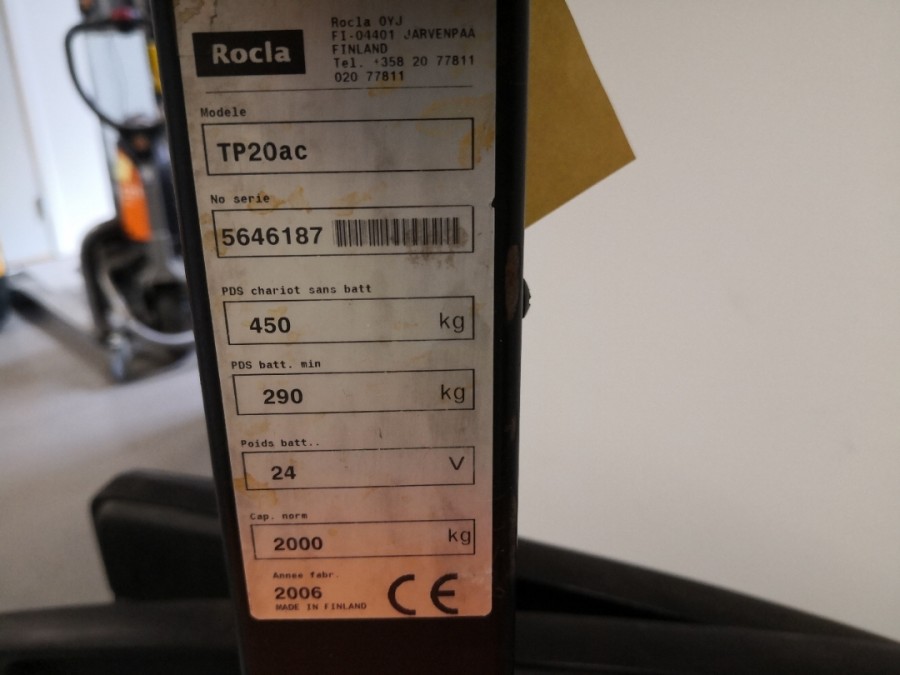 Rocla
Rocla OYJ
FI-04401 JARVENPAA
FINLAND
Tel. +358 20 77811
020 77811
Modele
TP20ac
No serie
5646187
PDS chariot sans batt
450 kg
PDS batt. min
290 kg
Poids batt..
24 V
Cap. nerm
2000 kg
Annee fabr.
2006
MADE IN FINLAND
CE